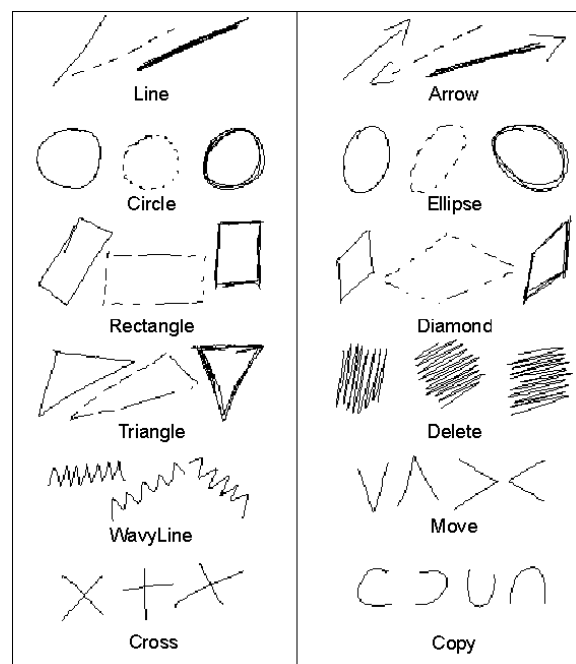 Line
Arrow
Circle
Ellipse
Rectangle
Diamond
Triangle
Delete
WavyLine
Move
Cross
Copy